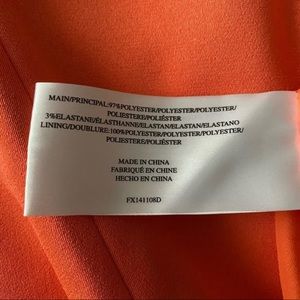 MAIN/PRINCIPAL:97%POLYESTER/POLYESTER/POLYESTER/
POLIESTERE/POLIÉSTER
3%ELASTANE/ÉLASTHANNE/ELASTAN/ELASTAN/ELASTANO
LINING/DOUBLURE:100%POLYESTER/POLYESTER/POLYESTER/
POLIESTERE/POLIÉSTER
MADE IN CHINA
FABRIQUÉ EN CHINE
HECHO EN CHINA
FX141108D